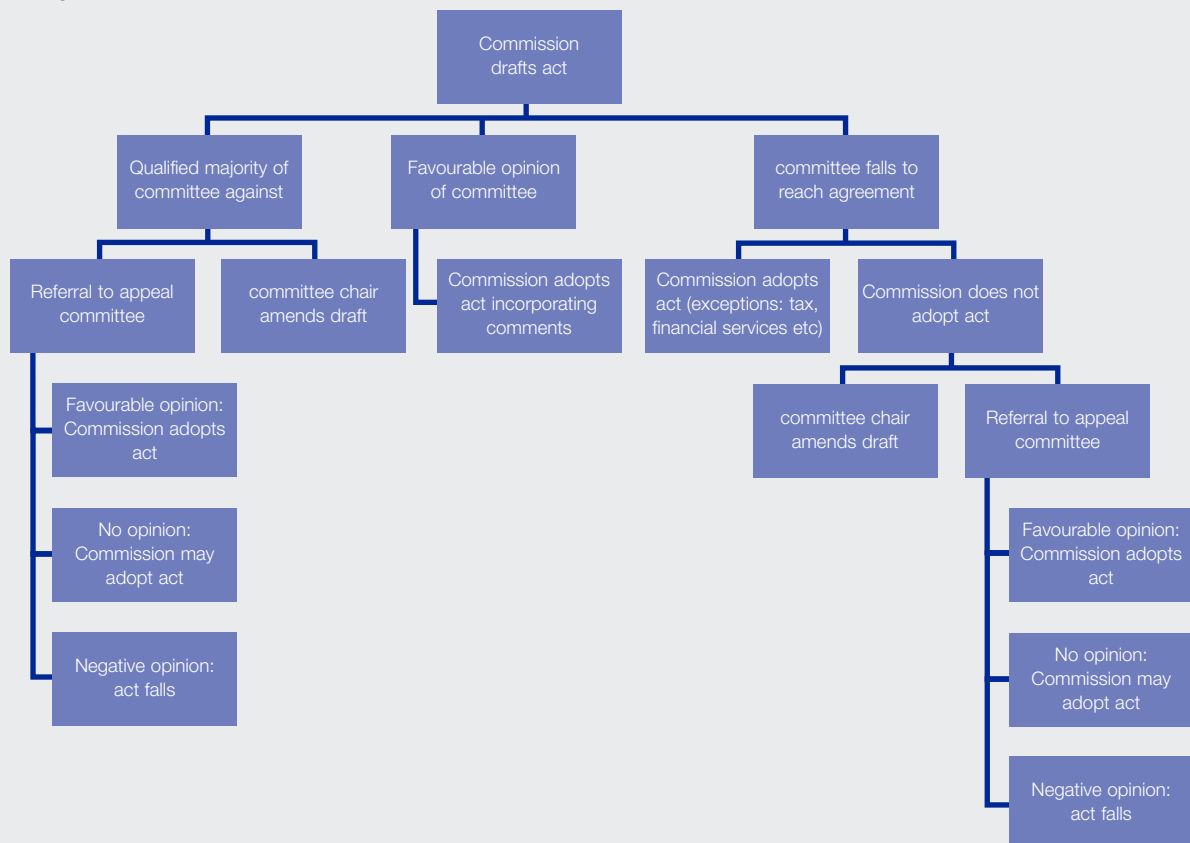 Commission
drafts act
Qualified majority of
committee against
Favourable opinion
of committee
committee falls to
reach agreement
Referral to appeal
committee
committee chair
amends draft
Commission adopts
act incorporating
comments
Commission adopts
act (exceptions: tax,
financial services etc)
Commission does not
adopt act
Favourable opinion:
Commission adopts
act
No opinion:
Commission may
adopt act
Negative opinion:
act falls
committee chair
amends draft
Referral to appeal
committee
Favourable opinion:
Commission adopts
act
No opinion:
Commission may
adopt act
Negative opinion:
act falls